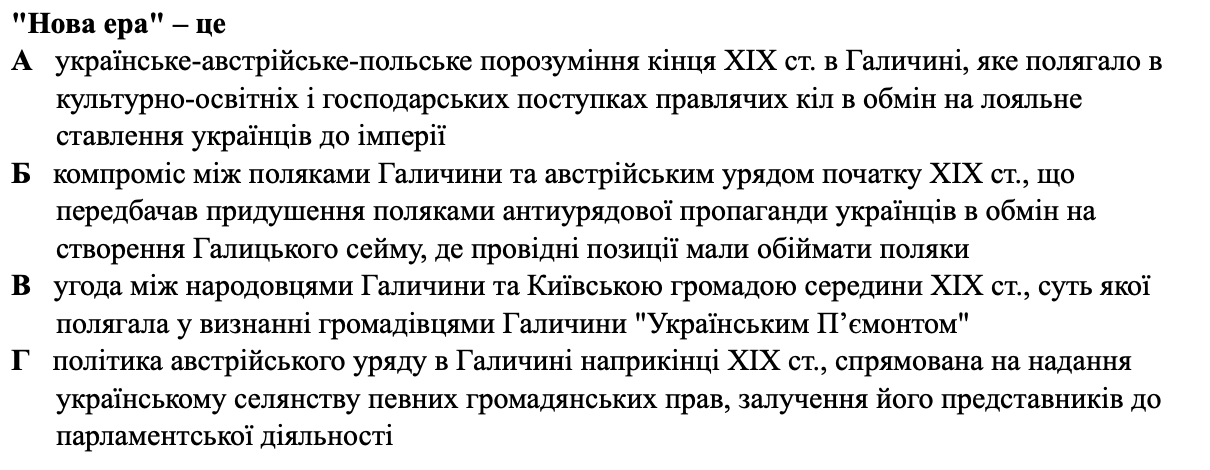 "Нова ера" – це
А українське-австрійське-польське порозуміння кінця XIX ст. в Галичині, яке полягало в
культурно-освітніх і господарських поступках правлячих кіл в обмін на лояльне
ставлення українців до імперії
Б компроміс між поляками Галичини та австрійським урядом початку XIX ст., що
передбачав придушення поляками антиурядової пропаганди українців в обмін на
створення Галицького сейму, де провідні позиції мали обіймати поляки
В угода між народовцями Галичини та Київською громадою середини XIX ст., суть якої
полягала у визнанні громадівцями Галичини "Українським П’ємонтом"
Г політика австрійського уряду в Галичині наприкінці XIX ст., спрямована на надання
українському селянству певних громадянських прав, залучення його представників до
парламентської діяльності